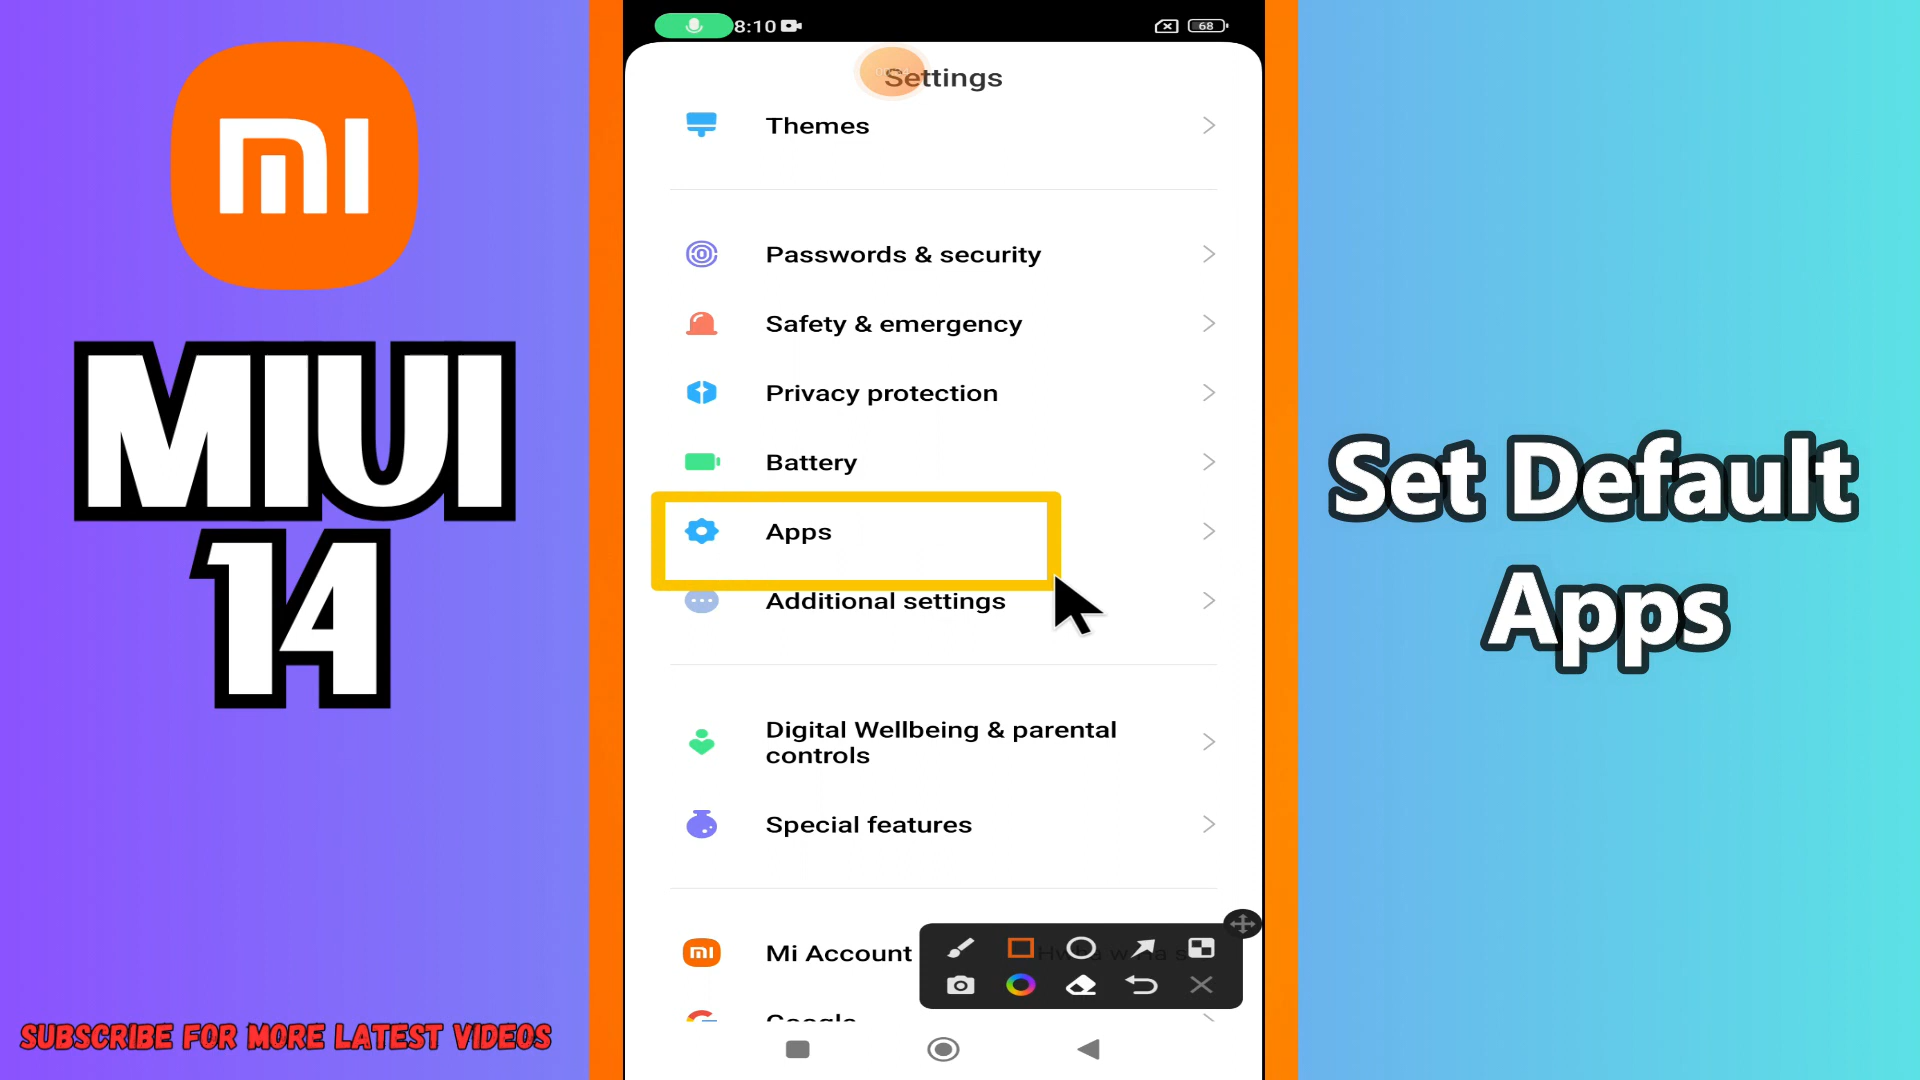 MIUI
14
SUBSCRIBE FOR MORE LATEST VIDEOS
8:10
68
Settings
Themes
Passwords & security
Safety & emergency
Privacy protection
Battery
Apps
Additional settings
Digital Wellbeing & parental
controls
Special features
Mi Account
Google
Set Default
Apps